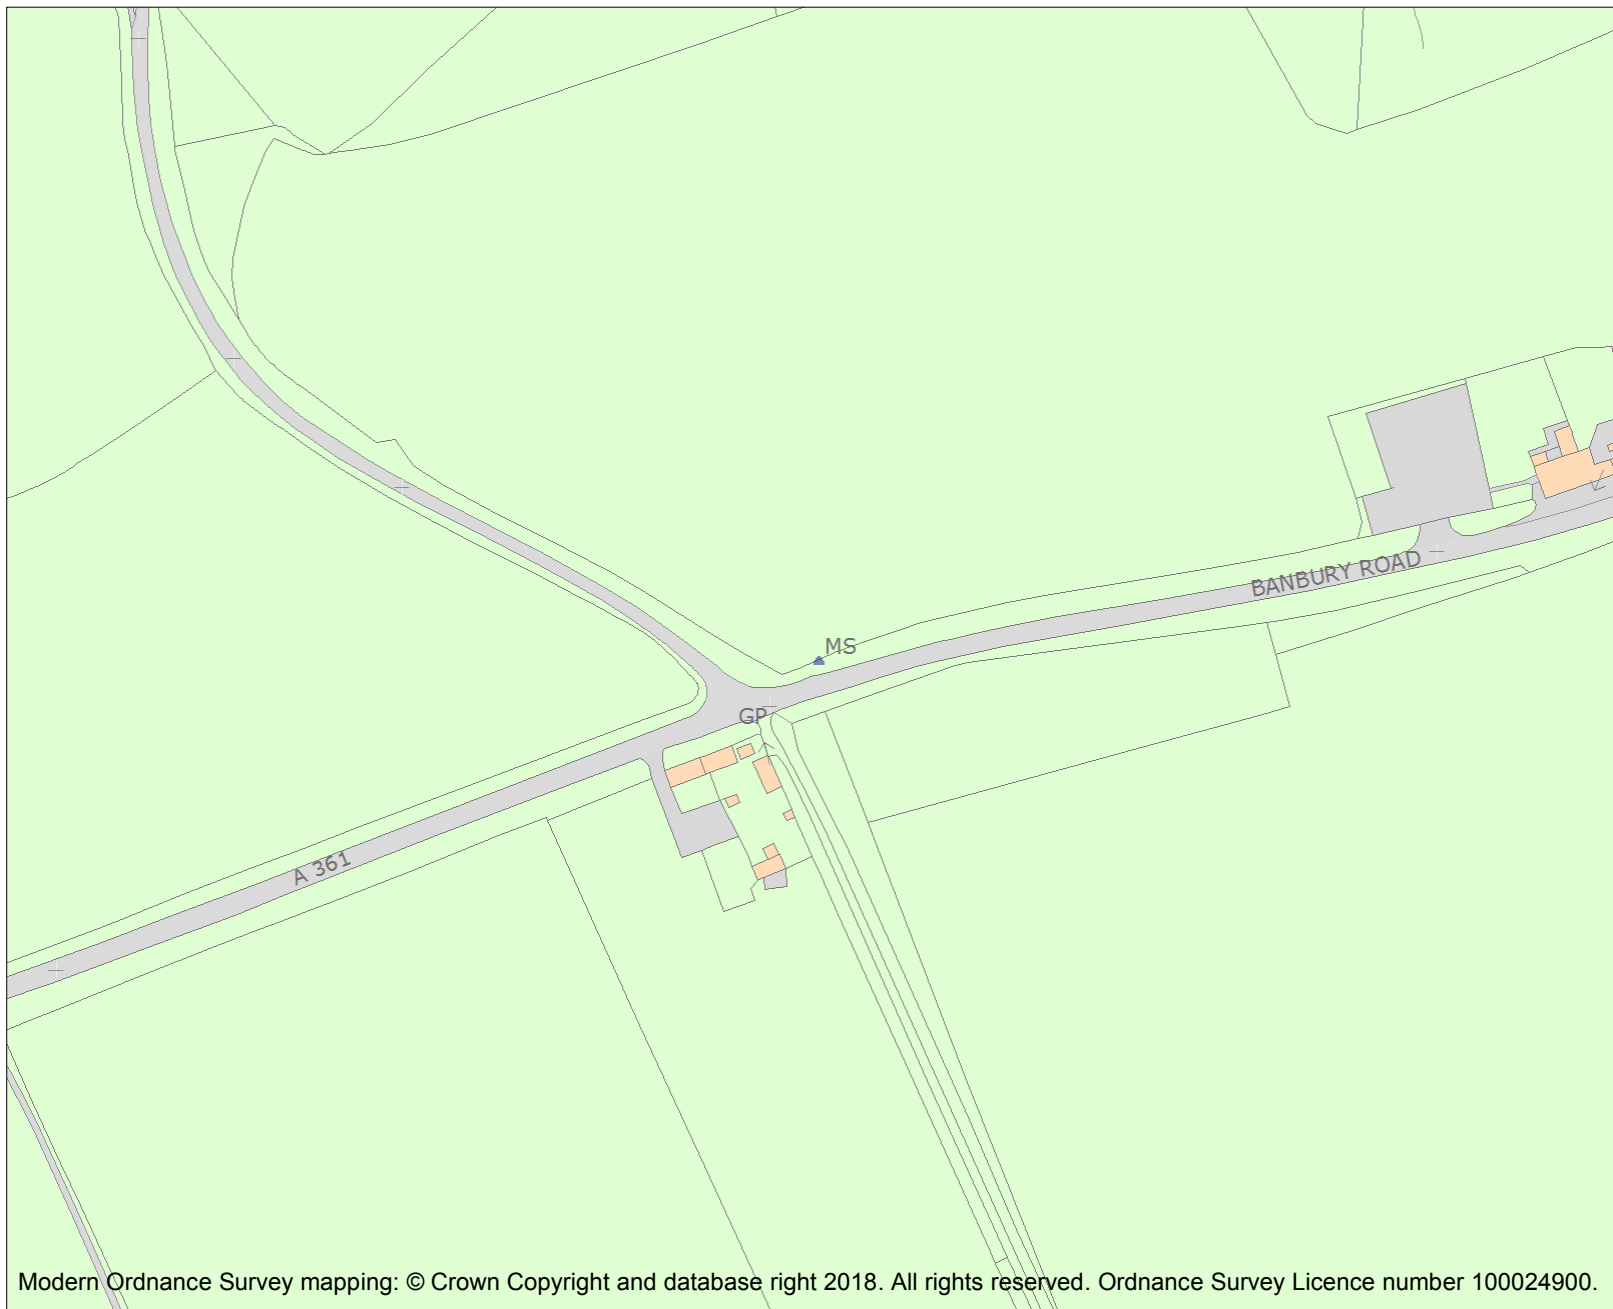 BANBURY ROAD
MS
GP
A 361
Modern Ordnance Survey mapping: © Crown Copyright and database right 2018. All rights reserved. Ordnance Survey Licence number 100024900.